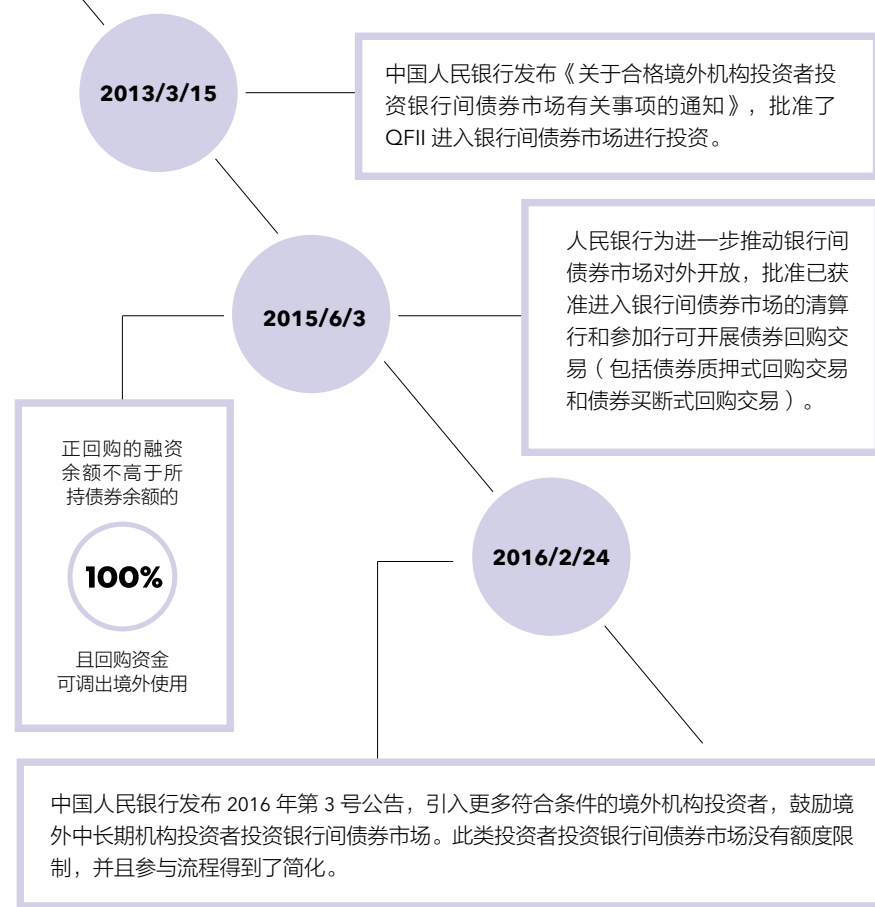 2013/3/15
中国人民银行发布《关于合格境外机构投资者投
资银行间债券市场有关事项的通知》，批准了
QFII 进入银行间债券市场进行投资。
2015/6/3
人民银行为进一步推动银行间
债券市场对外开放，批准已获
准进入银行间债券市场的清算
行和参加行可开展债券回购交
易（包括债券质押式回购交易
和债券买断式回购交易）。
正回购的融资
余额不高于所
持债券余额的
100%
且回购资金
可调出境外使用
2016/2/24
中国人民银行发布 2016 年第 3 号公告，引入更多符合条件的境外机构投资者，鼓励境
外中长期机构投资者投资银行间债券市场。此类投资者投资银行间债券市场没有额度限
制，并且参与流程得到了简化。